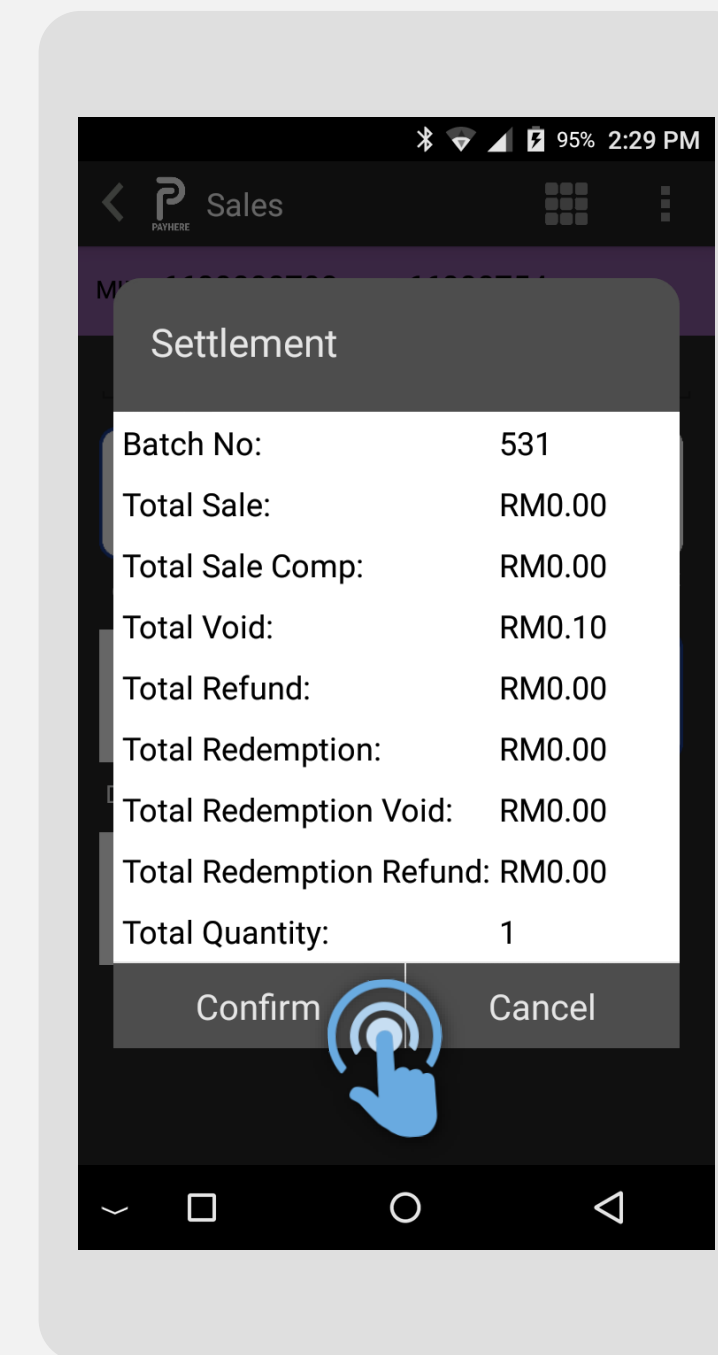 95% 2:29 PM
PAYHERE Sales
Settlement
Batch No: 531
Total Sale: RM0.00
Total Sale Comp: RM0.00
Total Void: RM0.10
Total Refund: RM0.00
Total Redemption: RM0.00
Total Redemption Void: RM0.00
Total Redemption Refund: RM0.00
Total Quantity: 1
Confirm Cancel